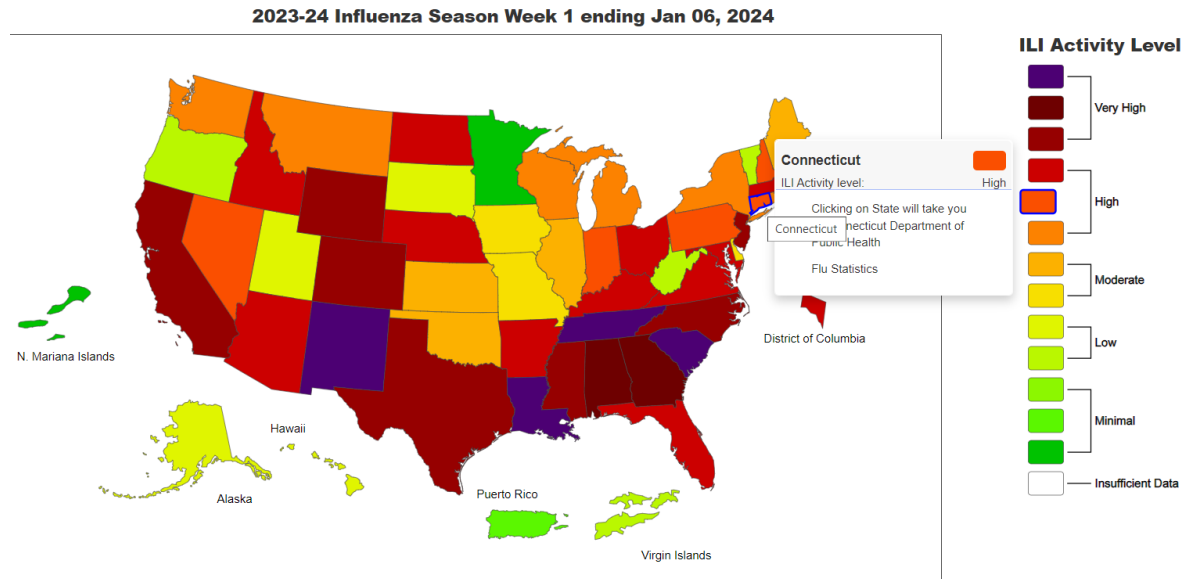 2023-24 Influenza Season Week 1 ending Jan 06, 2024
ILI Activity Level
Very High
High
Moderate
Low
Minimal
Insufficient Data
Connecticut
ILI Activity level: High
Clicking on State will take you
Connecticut
necticut Department of
Public Health
Flu Statistics
District of Columbia
N. Mariana Islands
Hawaii
Alaska
Puerto Rico
Virgin Islands